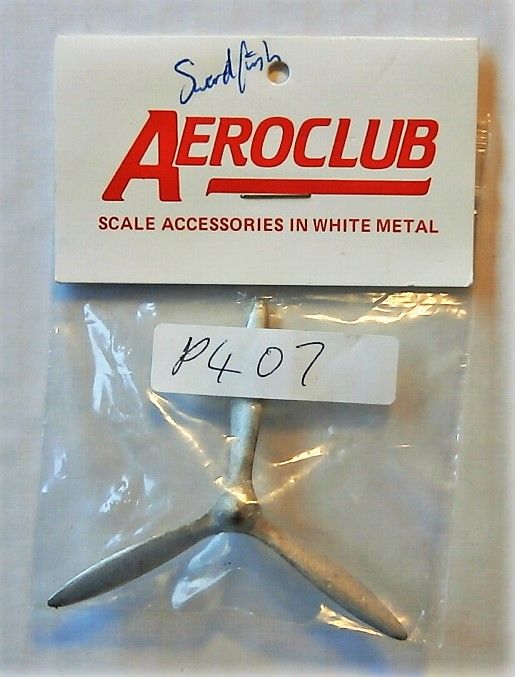 Swordfish
AEROCLUB
SCALE ACCESSORIES IN WHITE METAL
P407